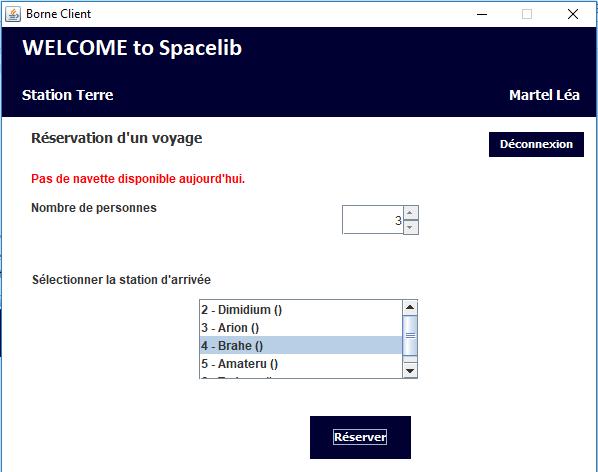 Borne Client
WELCOME to Spacelib
Station Terre
Martel Léa
Réservation d'un voyage
Déconnexion
Pas de navette disponible aujourd'hui.
Nombre de personnes
3
Sélectionner la station d'arrivée
2 - Dimidium ()
3 - Arion ()
4 - Brahe ()
5 - Amateru ()
Réserver